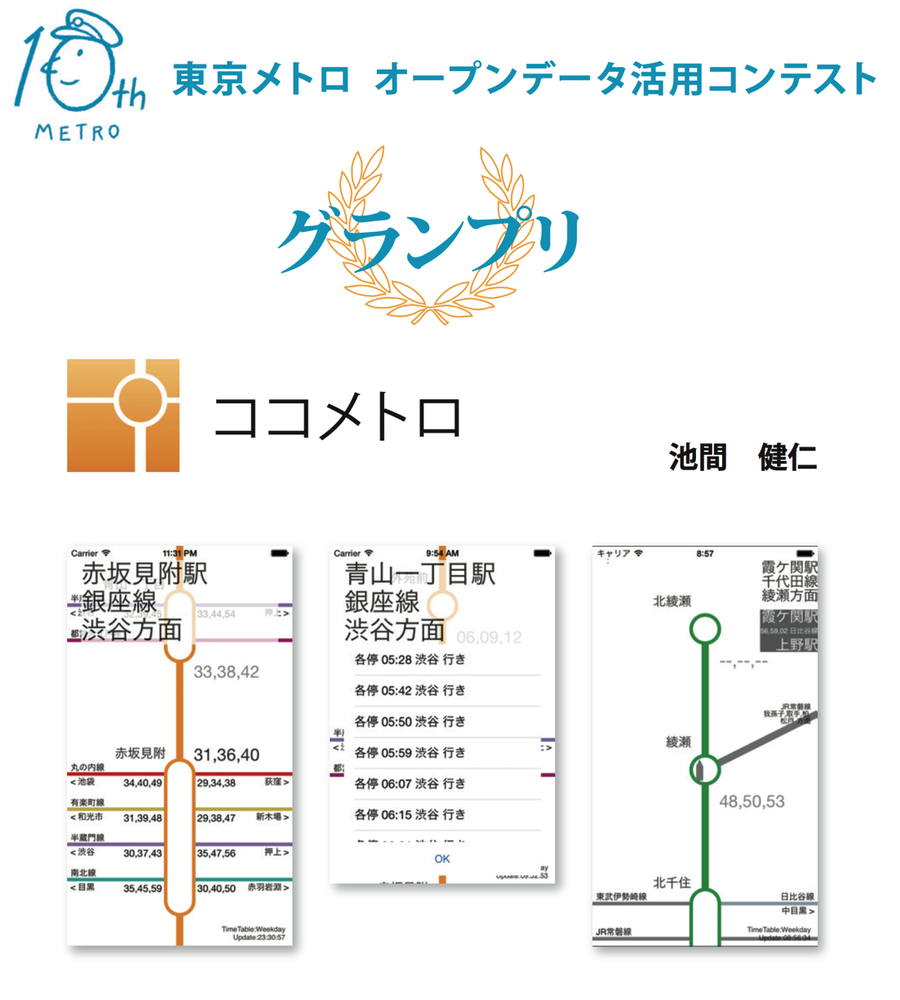 10th
METRO
東京メトロ オープンデータ活用コンテスト
グランプリ
ココメトロ
池間 健仁
Carrier 11:31 PM
赤坂見附駅
銀座線
渋谷方面
32,39,45 33,44,54 押上>
33,38,42
赤坂見附 31,36,40
丸の内線
<池袋 34,40,49 29,34,38 荻窪>
有楽町線
<和光市 31,39,48 29,38,47 新木場>
半蔵門線
<渋谷 30,37,43 35,47,56 押上>
南北線
<目黒 35,45,59 30,40,50 赤羽岩淵>
TimeTable:Weekday
Update:23:30:57
Carrier 9:54 AM
外苑前
青山一丁目駅
銀座線
渋谷方面
06,09,12
各停 05:28 渋谷 行き
各停 05:42 渋谷 行き
各停 05:50 渋谷 行き
各停 05:59 渋谷 行き
各停 06:07 渋谷 行き
各停 06:15 渋谷 行き
OK
キャリア 8:57
霞ケ関駅
千代田線
綾瀬方面
霞ケ関駅
56,59,02 日比谷線
上野駅
北綾瀬
--,--,--
JR常磐線
我孫子,取手,柏,
松戸 方面
綾瀬
48,50,53
北千住
東武伊勢崎線 日比谷線
中目黒>
JR常磐線
TimeTable:Weekday
Update:08:56:34